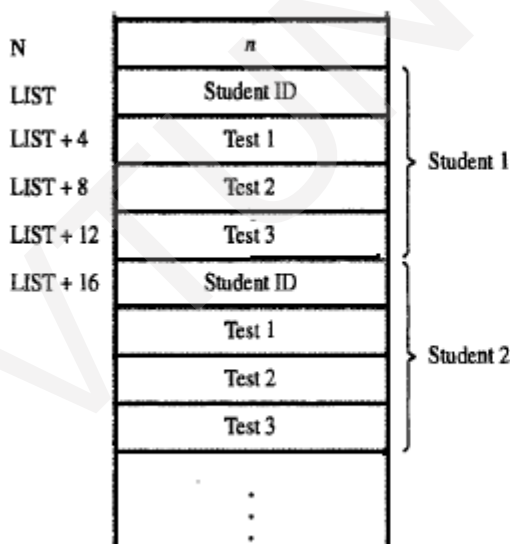 N n
LIST Student ID
LIST + 4 Test 1
Student 1
LIST + 8 Test 2
LIST + 12 Test 3
LIST + 16 Student ID
Test 1
Student 2
Test 2
Test 3
VTUN